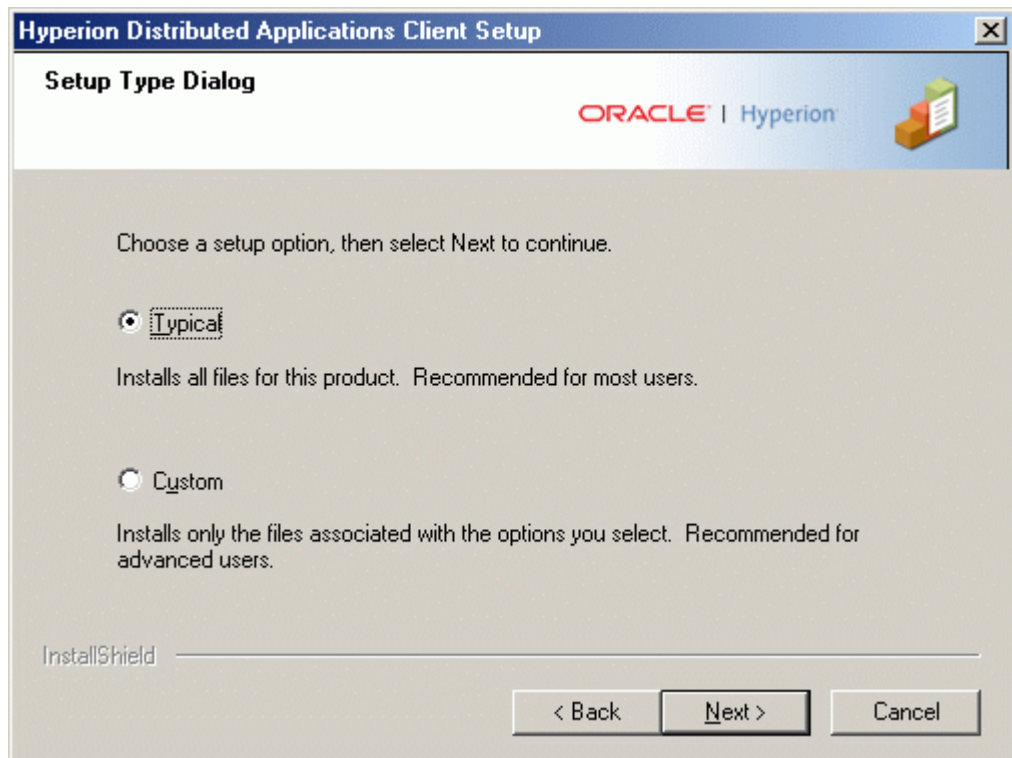 Hyperion Distributed Applications Client Setup
Setup Type Dialog
ORACLE | Hyperion
Choose a setup option, then select Next to continue.
Typical
Installs all files for this product. Recommended for most users.
Custom
Installs only the files associated with the options you select. Recommended for
advanced users.
InstallShield
< Back Next > Cancel